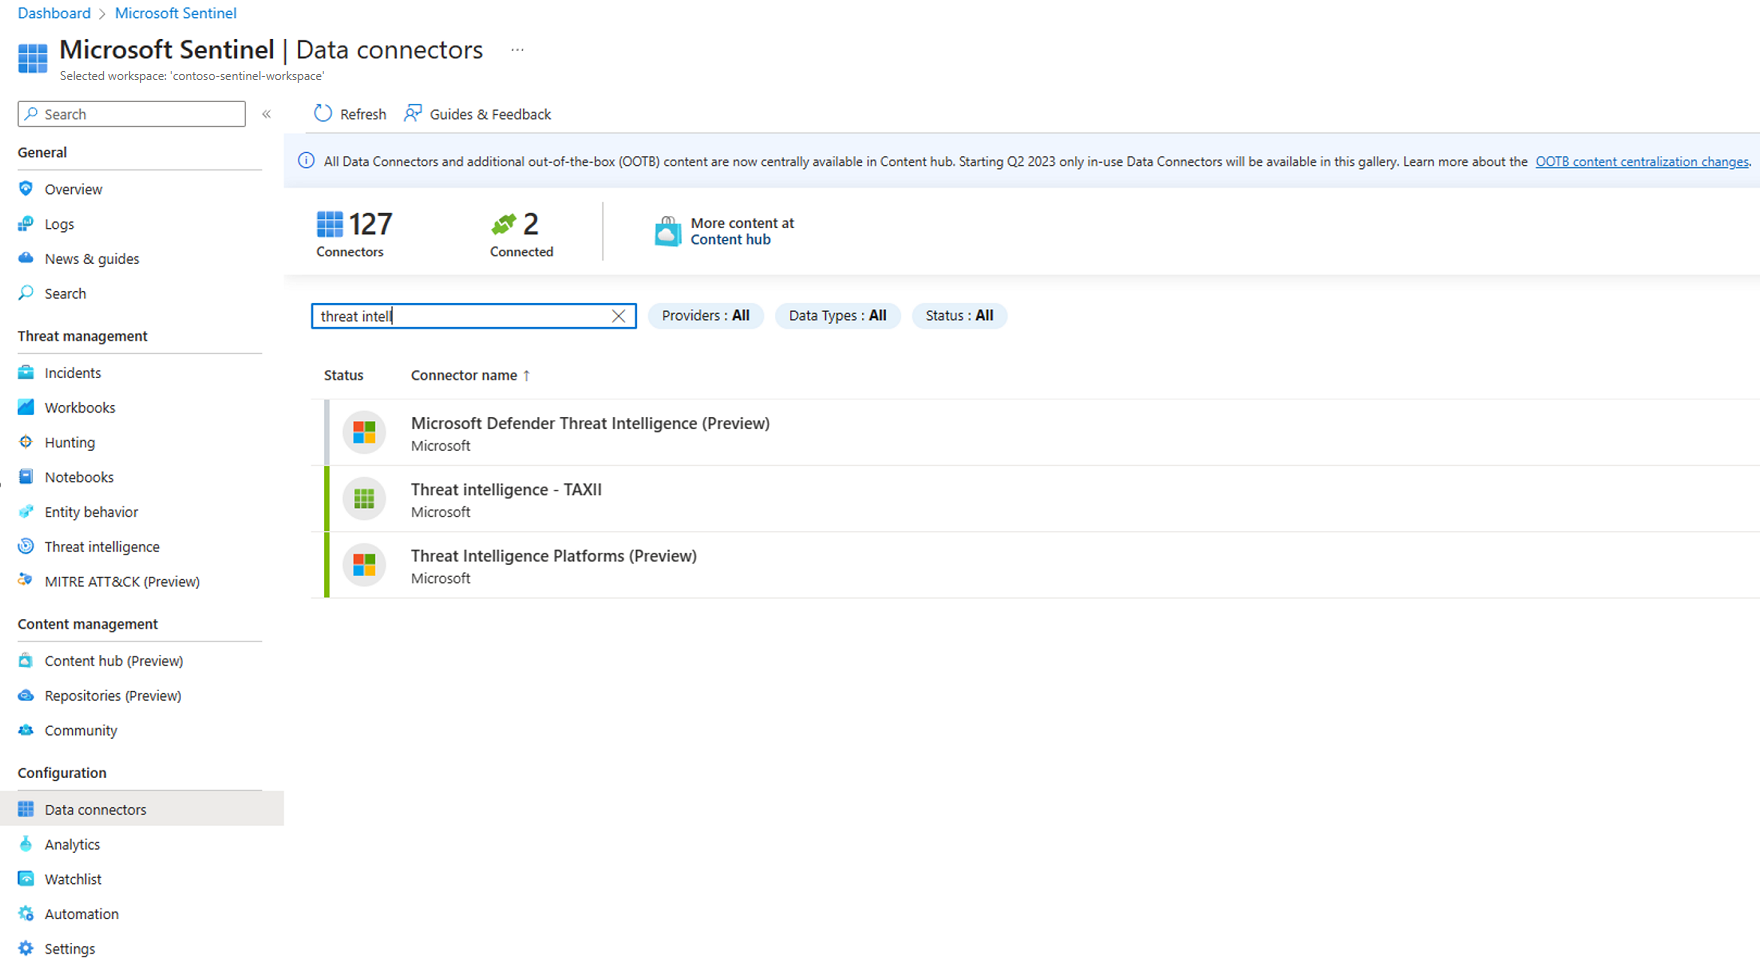 Dashboard > Microsoft Sentinel
Microsoft Sentinel | Data connectors ...
Selected workspace: 'contoso-sentinel-workspace'
Search «
General
Overview
Logs
News & guides
Search
Threat management
Incidents
Workbooks
Hunting
Notebooks
Entity behavior
Threat intelligence
MITRE ATT&CK (Preview)
Content management
Content hub (Preview)
Repositories (Preview)
Community
Configuration
Data connectors
Analytics
Watchlist
Automation
Settings
Refresh Guides & Feedback
All Data Connectors and additional out-of-the-box (OOTB) content are now centrally available in Content hub. Starting Q2 2023 only in-use Data Connectors will be available in this gallery. Learn more about the OOTB content centralization changes.
127
Connectors
2
Connected
More content at
Content hub
threat intell
Providers : All Data Types : All Status : All
Status Connector name ↑
Microsoft Defender Threat Intelligence (Preview)
Microsoft
Threat intelligence - TAXII
Microsoft
Threat Intelligence Platforms (Preview)
Microsoft